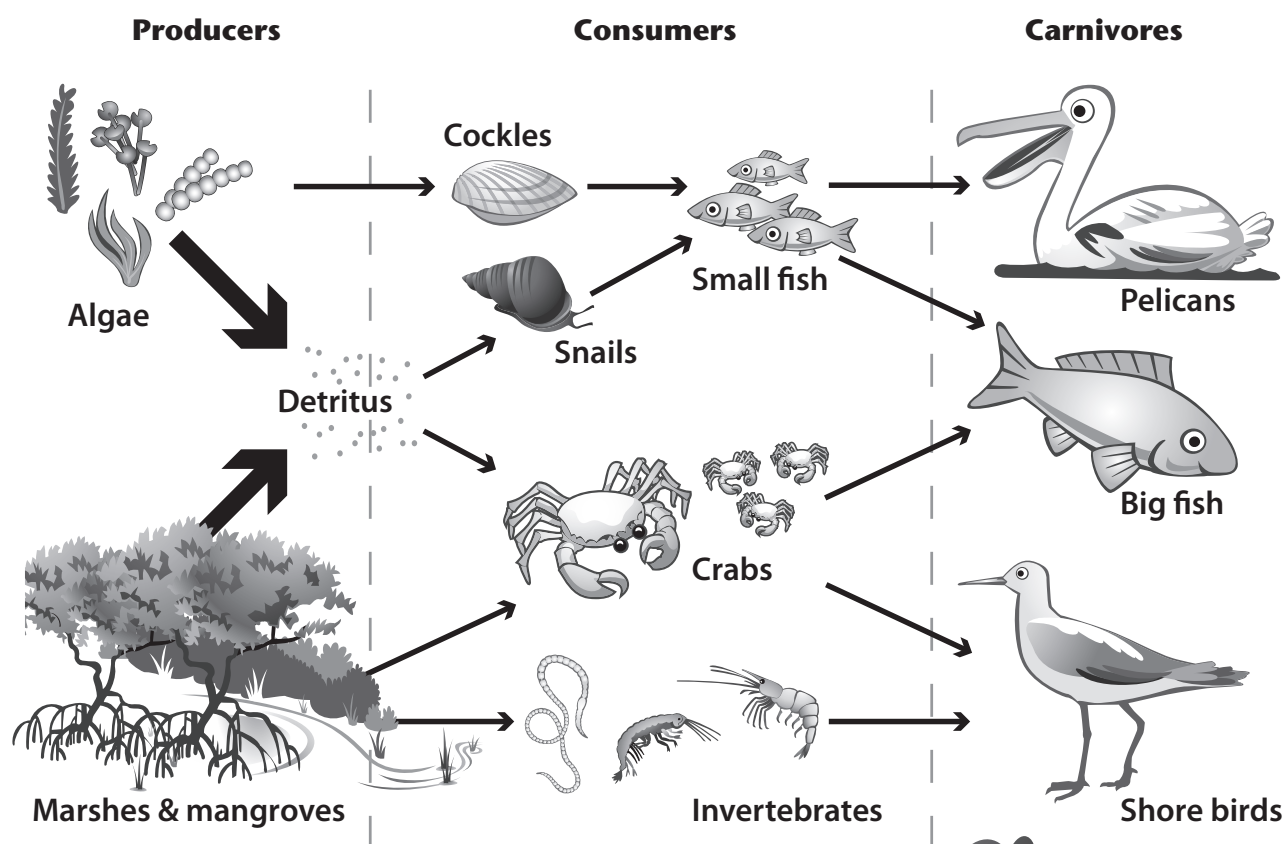 Producers
Consumers
Carnivores
Cockles
Algae
Small fish
Pelicans
Snails
Detritus
Big fish
Crabs
Marshes & mangroves
Invertebrates
Shore birds